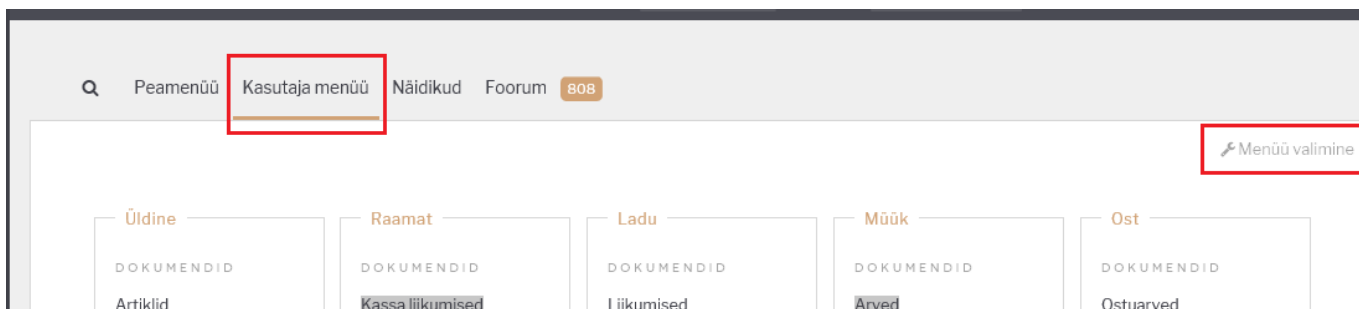 Peamenüü Kasutaja menüü Näidikud Foorum 808
Menüü valimine
Üldine Raamat Ladu Müük Ost
DOKUMENDID DOKUMENDID DOKUMENDID DOKUMENDID DOKUMENDID
Artiklid Kassa liikumised Liikumised Arved Ostuarved